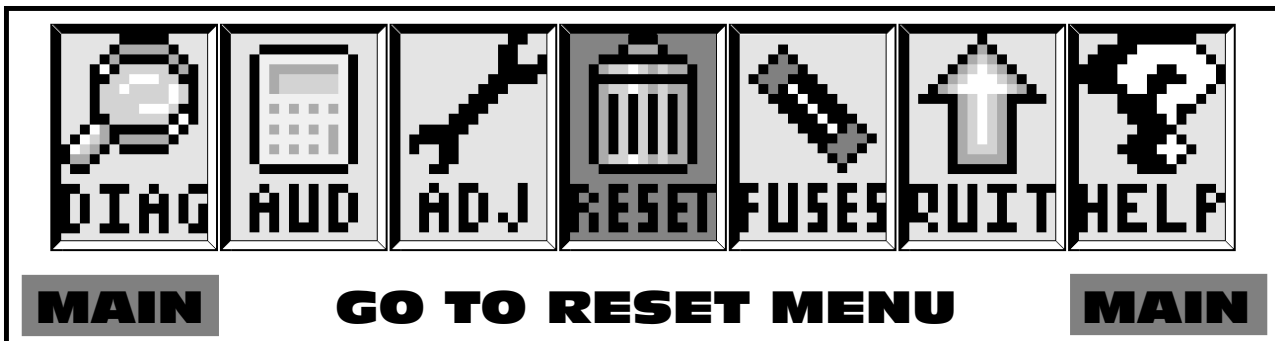 DIAG AUD ADJ RESET FUSES QUIT HELP
MAIN GO TO RESET MENU MAIN